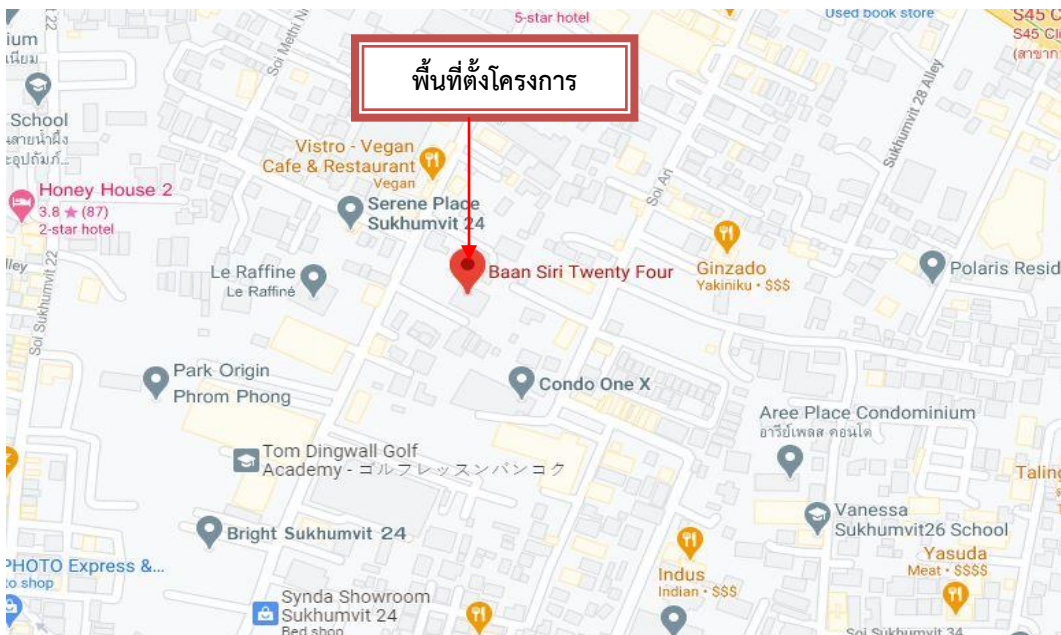 5-star hotel
Used book store
S45 C
S45 Cl
(สาขาก
Soi Methi Ni
ium
เนียม
พื้นที่ตั้งโครงการ
Sukhumvit 28 Alley
School
Vistro - Vegan
Cafe & Restaurant
Vegan
Honey House 2
3.8 ★ (87)
2-star hotel
Serene Place
Sukhumvit 24
Soi Ari
lley
Soi Sukhumvit 22
Le Raffine
Le Raffiné
Baan Siri Twenty Four
Ginzado
Yakiniku • $$$
Polaris Resid
Park Origin
Phrom Phong
Condo One X
Aree Place Condominium
อารีย์เพลส คอนโด
Tom Dingwall Golf
Academy - ゴルフレッスンバンコク
Taling
Vanessa
Sukhumvit26 School
Bright Sukhumvit 24
Yasuda
Meat • $$$$
PHOTO Express &...
to shop
Indus
Indian • $$$
Synda Showroom
Sukhumvit 24
Bed shop
Soi Sukhumvit 34